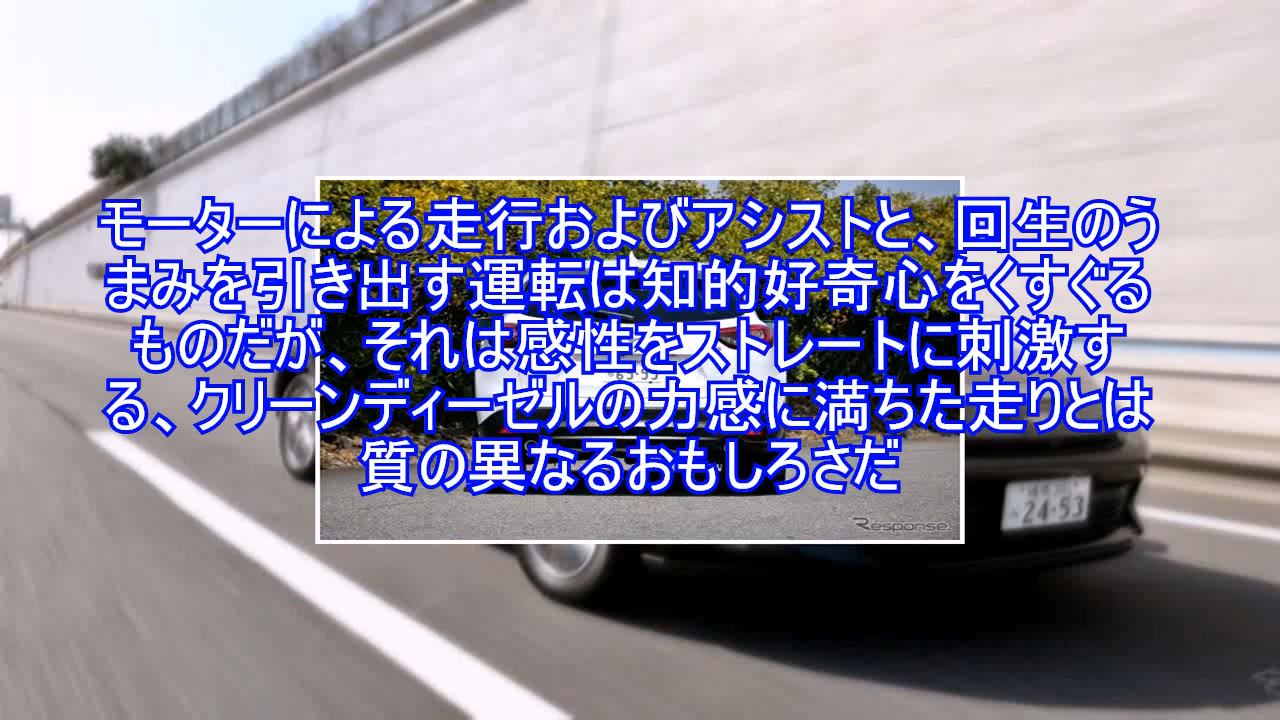 モーターによる走行およびアシストと、回生のう
まみを引き出す運転は知的好奇心をくすぐる
ものだが、それは感性をストレートに刺激す
る、クリーンディーゼルの力感に満ちた走りとは
質の異なるおもしろさだ
24-53
Response.